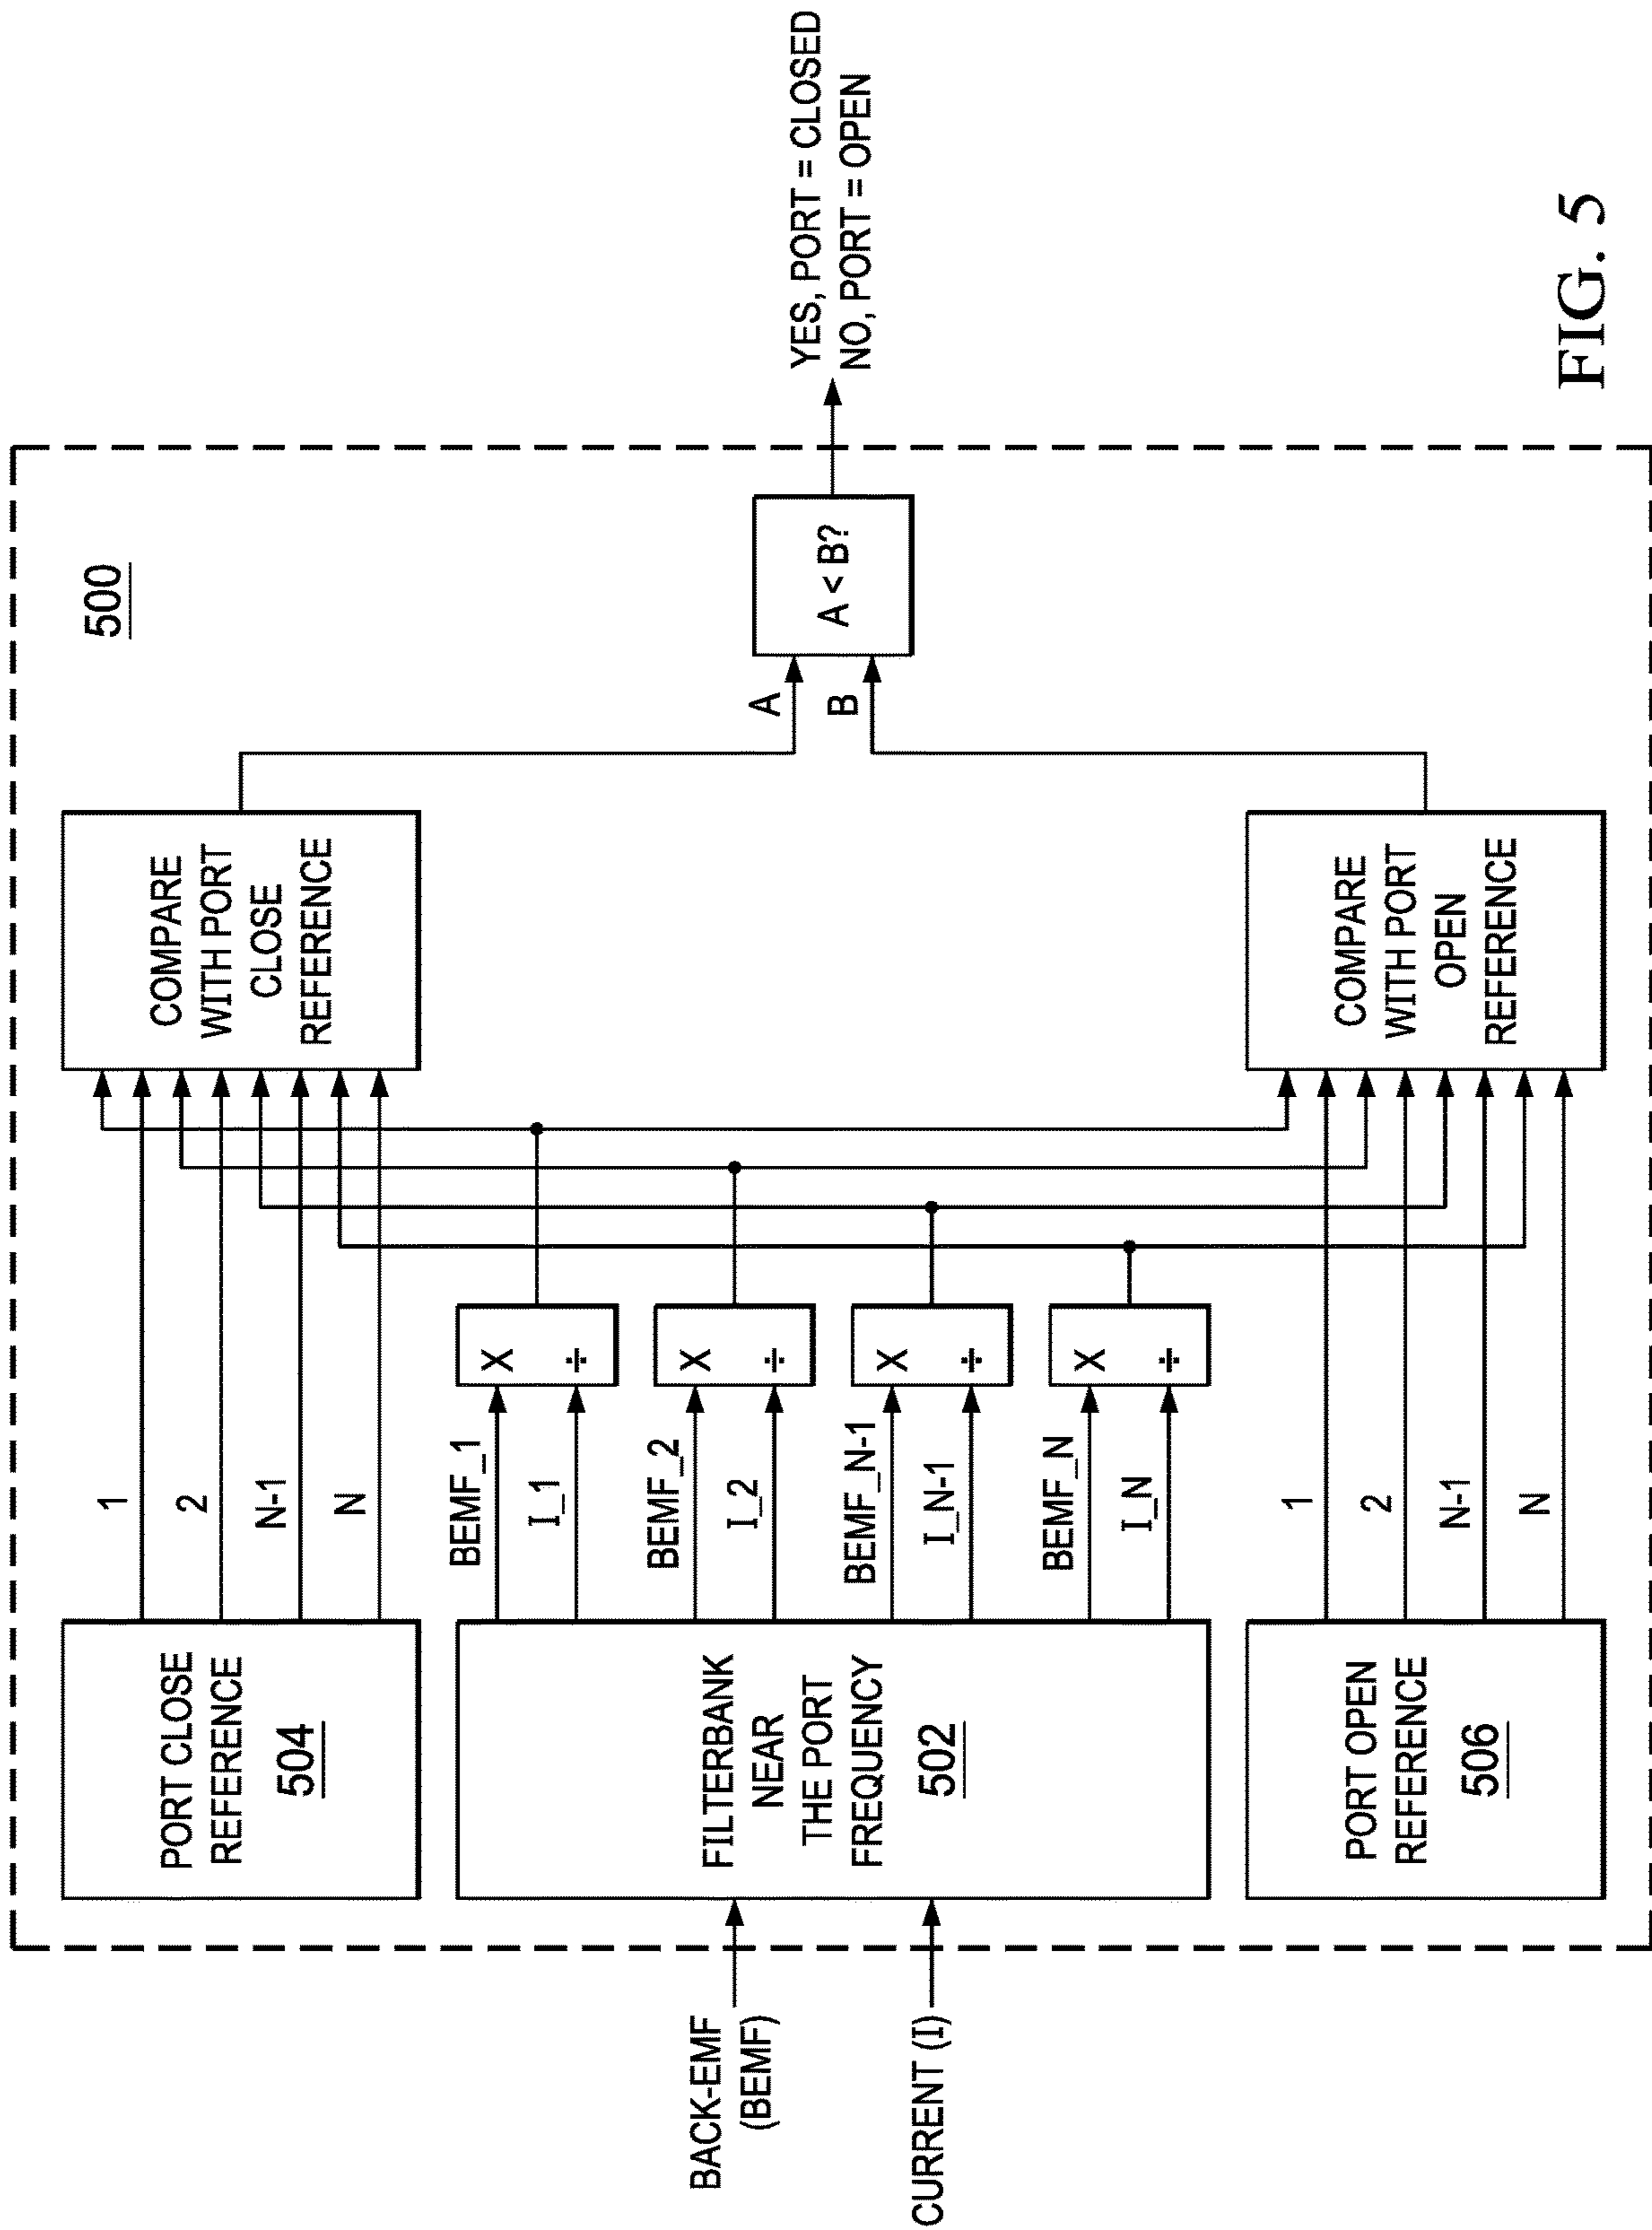 500
PORT CLOSE
REFERENCE
504
1
2
N-1
N
COMPARE
WITH PORT
CLOSE
REFERENCE
BACK-EMF
(BEMF)
CURRENT (I)
FILTERBANK
NEAR
THE PORT
FREQUENCY
502
BEMF_1
I_1
X
÷
BEMF_2
I_2
X
÷
BEMF_N-1
I_N-1
X
÷
BEMF_N
I_N
X
÷
A
B
A < B?
YES, PORT = CLOSED
NO, PORT = OPEN
PORT OPEN
REFERENCE
506
1
2
N-1
N
COMPARE
WITH PORT
OPEN
REFERENCE
FIG. 5